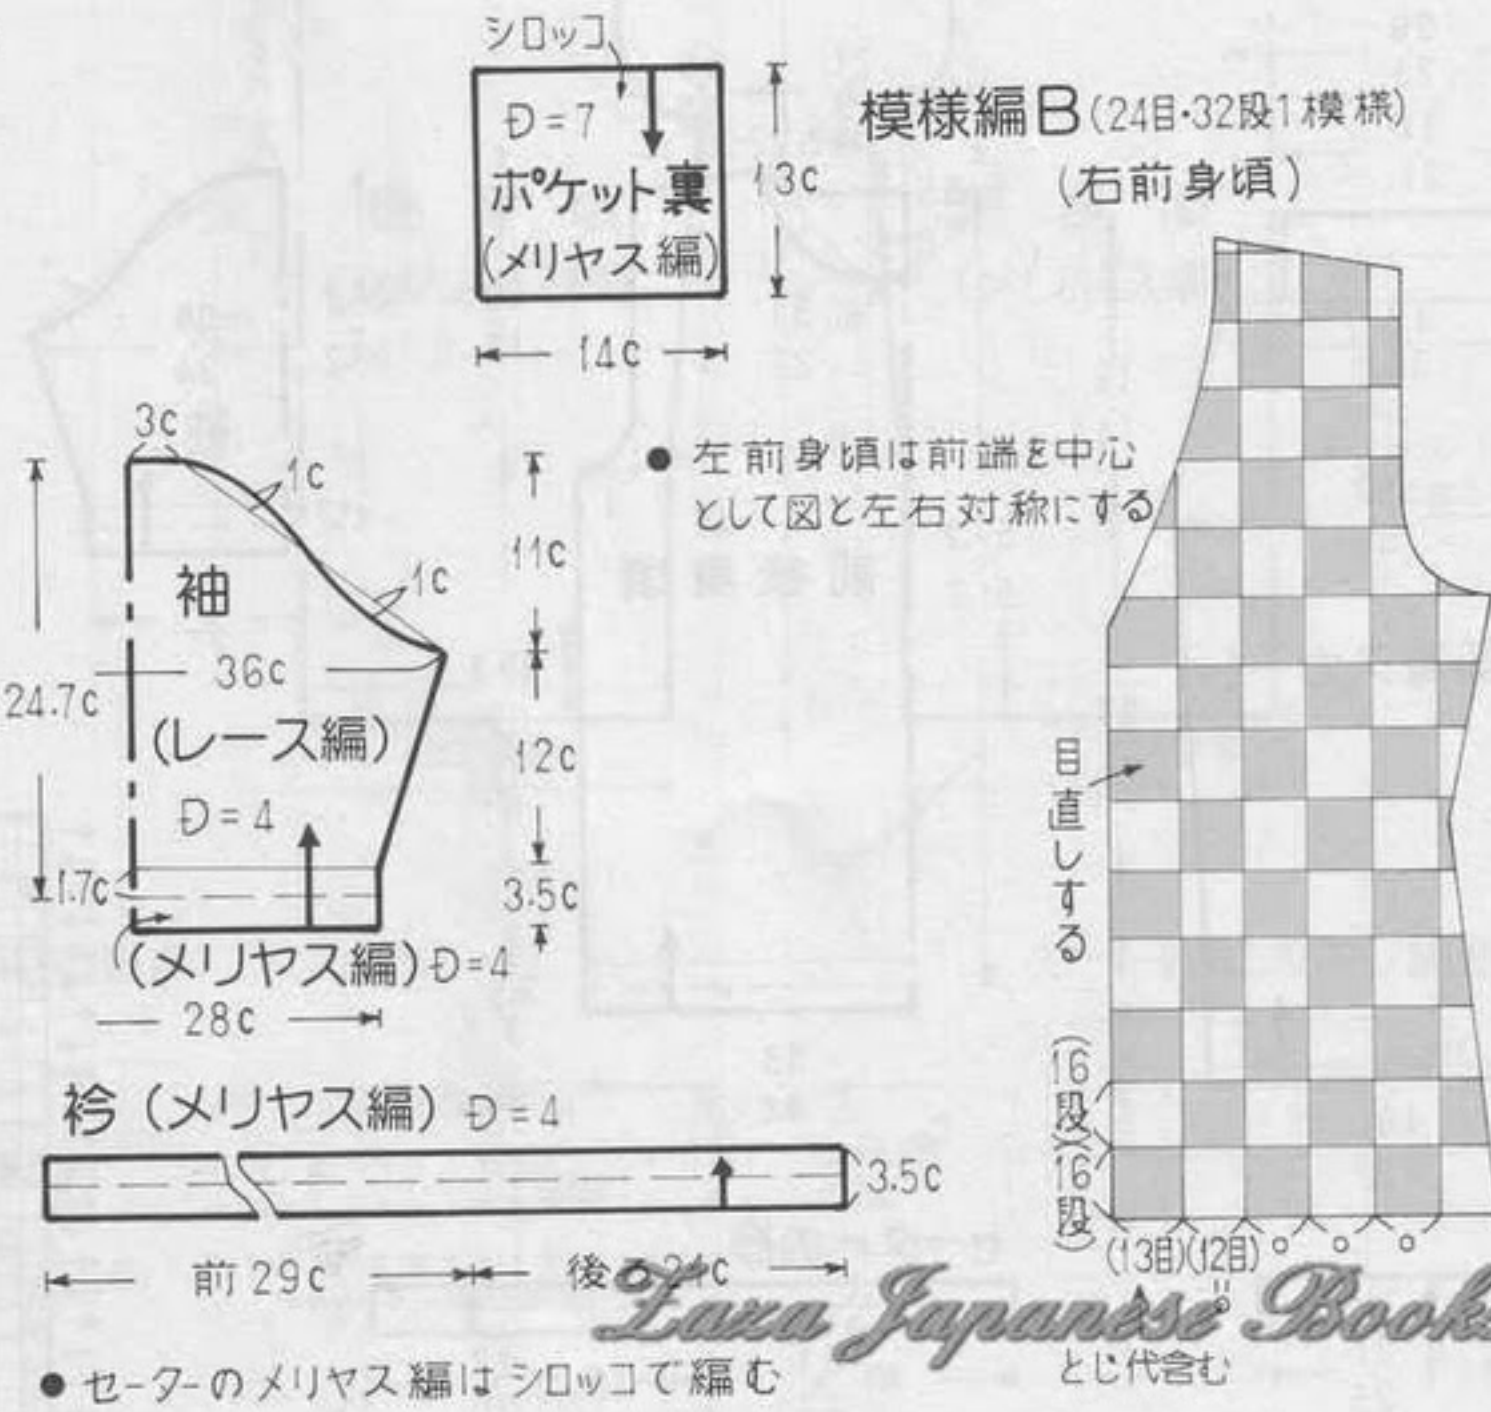 シロッコ
D=7
ポケット裏
(メリヤス編)
13c
14c
模様編B(24目・32段1模様)
(右前身頃)
● 左前身頃は前端を中心
として図と左右対称にする
3c
1c
1c
袖
36c
(レース編)
D=4
24.7c
1.7c
11c
12c
3.5c
(メリヤス編)D=4
28c
目直しする
(16段)
(16段)
(13目)(12目)
とじ代含む
衿(メリヤス編)D=4
3.5c
前29c
後ろ24c
● セーターのメリヤス編はシロッコで編む
Zaza Japanese Books